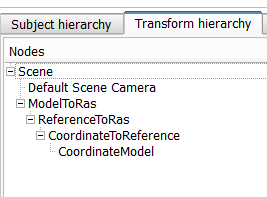 Subject hierarchy Transform hierarchy
Nodes
Scene
Default Scene Camera
ModelToRas
ReferenceToRas
CoordinateToReference
CoordinateModel